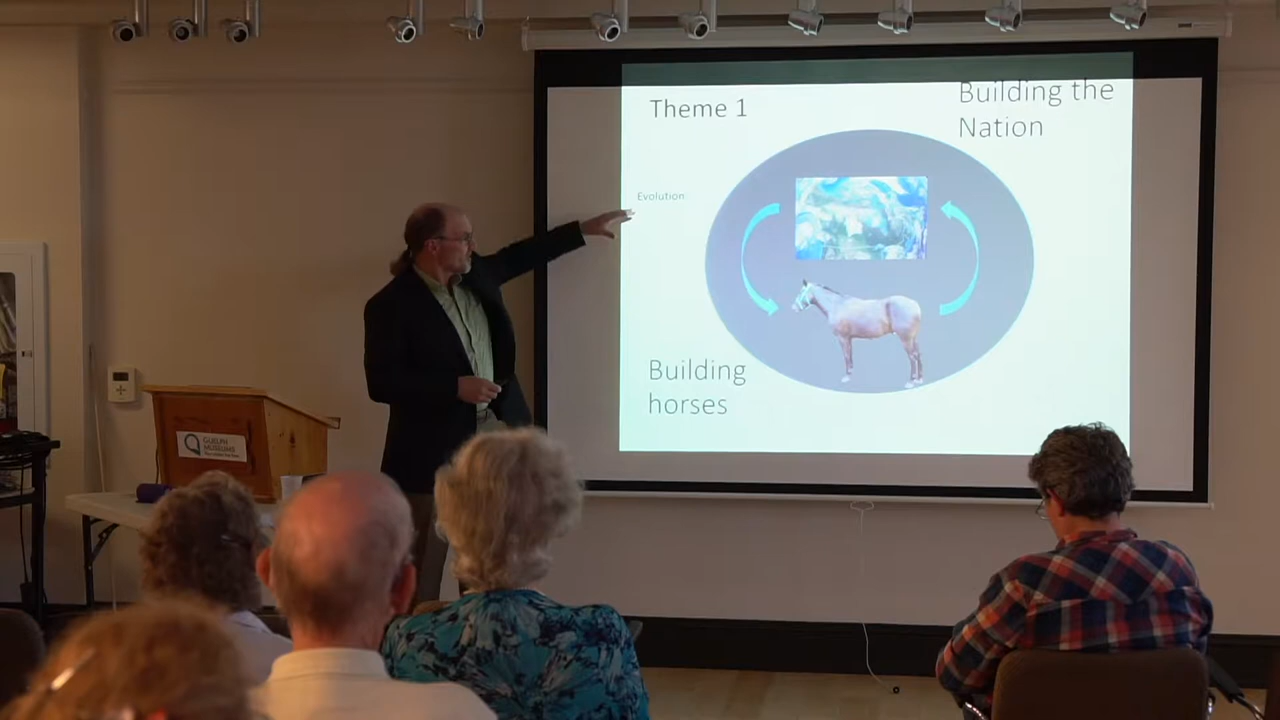 Theme 1
Building the
Nation
Evolution
Building
horses
GUELPH
MUSEUMS